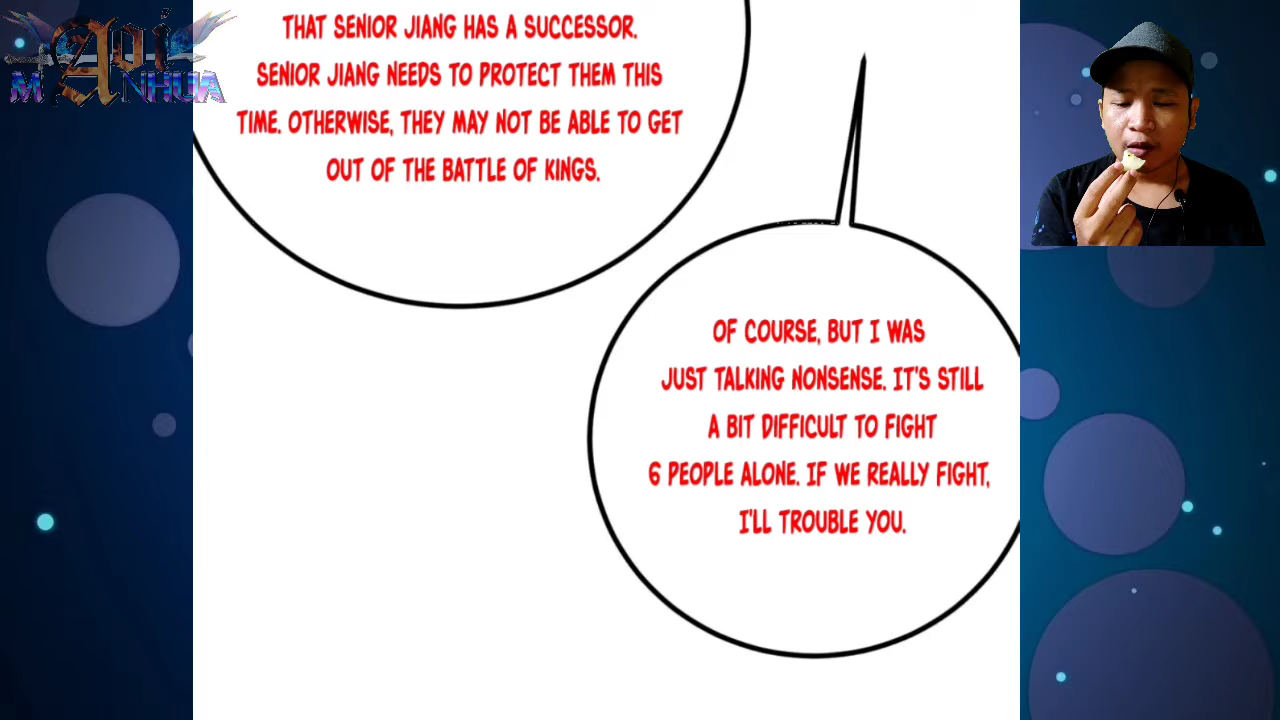 Aoi
MANHUA
THAT SENIOR JIANG HAS A SUCCESSOR.
SENIOR JIANG NEEDS TO PROTECT THEM THIS
TIME. OTHERWISE, THEY MAY NOT BE ABLE TO GET
OUT OF THE BATTLE OF KINGS.
OF COURSE, BUT I WAS
JUST TALKING NONSENSE. IT'S STILL
A BIT DIFFICULT TO FIGHT
6 PEOPLE ALONE. IF WE REALLY FIGHT,
I'LL TROUBLE YOU.